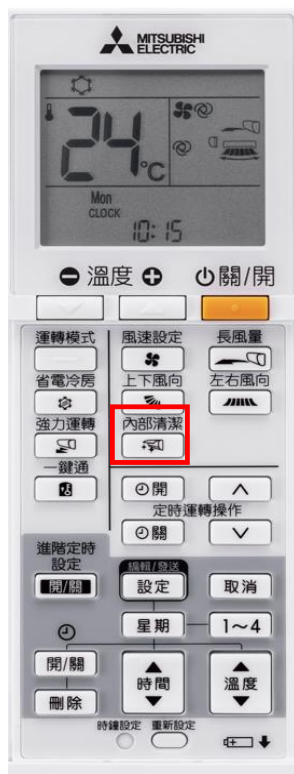 MITSUBISHI
ELECTRIC
24°C
Mon
CLOCK
10:15
溫度
關/開
運轉模式
風速設定
長風量
省電冷房
上下風向
左右風向
強力運轉
內部清潔
一鍵通
開
定時運轉操作
關
進階定時
設定
開/關
編輯/發送
設定
取消
星期
1～4
開/關
時間
溫度
刪除
時鐘設定
重新設定